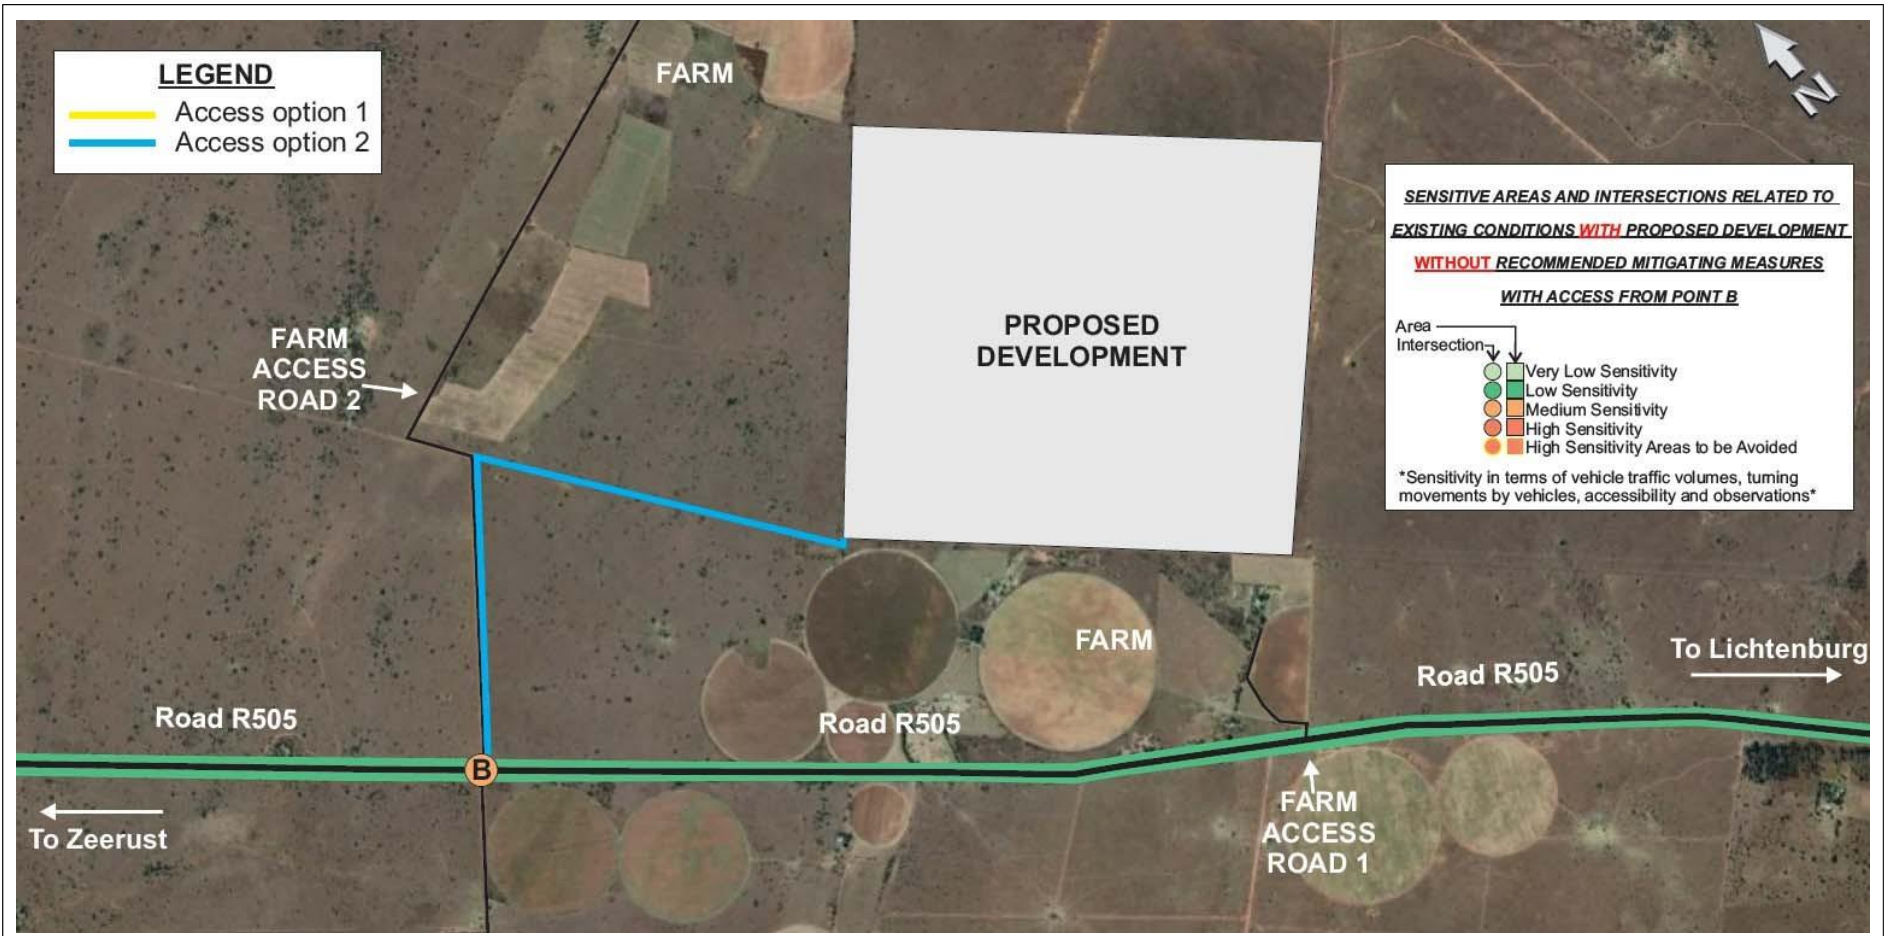 LEGEND
Access option 1
Access option 2
FARM
N
SENSITIVE AREAS AND INTERSECTIONS RELATED TO
EXISTING CONDITIONS WITH PROPOSED DEVELOPMENT
WITHOUT RECOMMENDED MITIGATING MEASURES
WITH ACCESS FROM POINT B
Area
Intersection
Very Low Sensitivity
Low Sensitivity
Medium Sensitivity
High Sensitivity
High Sensitivity Areas to be Avoided
*Sensitivity in terms of vehicle traffic volumes, turning
movements by vehicles, accessibility and observations*
PROPOSED
DEVELOPMENT
FARM
ACCESS
ROAD 2
FARM
To Lichtenburg
Road R505
Road R505
Road R505
B
To Zeerust
FARM
ACCESS
ROAD 1